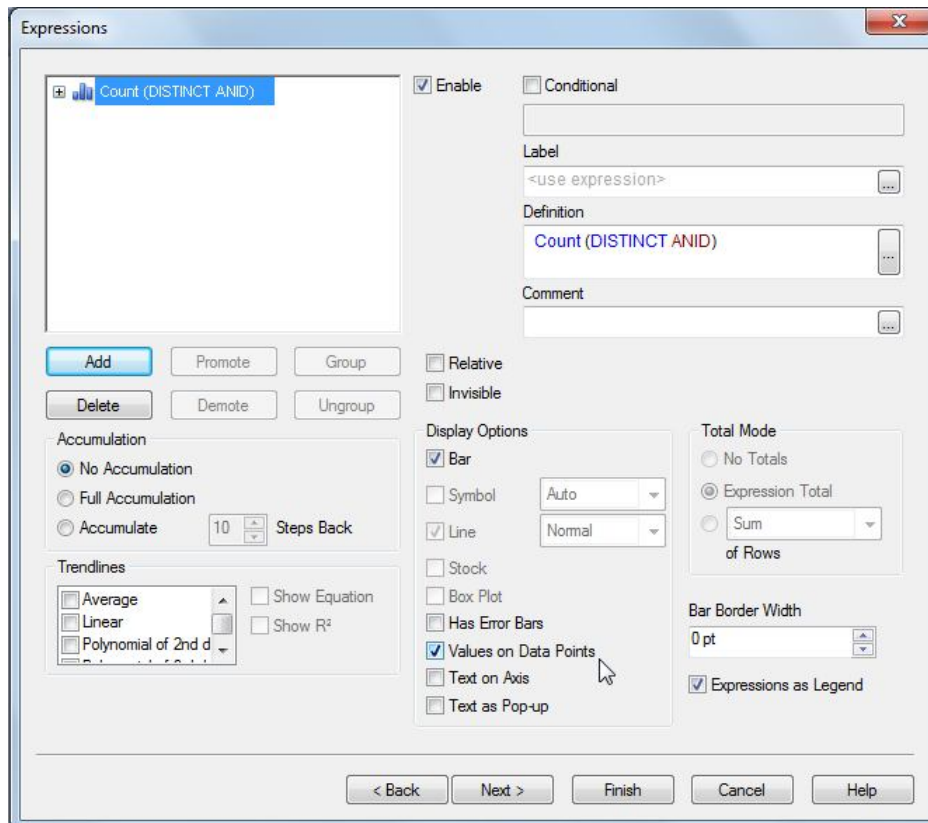 Expressions
Count (DISTINCT ANID)
Enable
Conditional
Label
<use expression>
...
Definition
Count (DISTINCT ANID)
...
Comment
...
Add
Promote
Group
Delete
Demote
Ungroup
Relative
Invisible
Accumulation
No Accumulation
Full Accumulation
Accumulate 10 Steps Back
Trendlines
Average
Linear
Polynomial of 2nd d
Show Equation
Show R²
Display Options
Bar
Symbol Auto
Line Normal
Stock
Box Plot
Has Error Bars
Values on Data Points
Text on Axis
Text as Pop-up
Total Mode
No Totals
Expression Total
Sum
of Rows
Bar Border Width
0 pt
Expressions as Legend
< Back
Next >
Finish
Cancel
Help